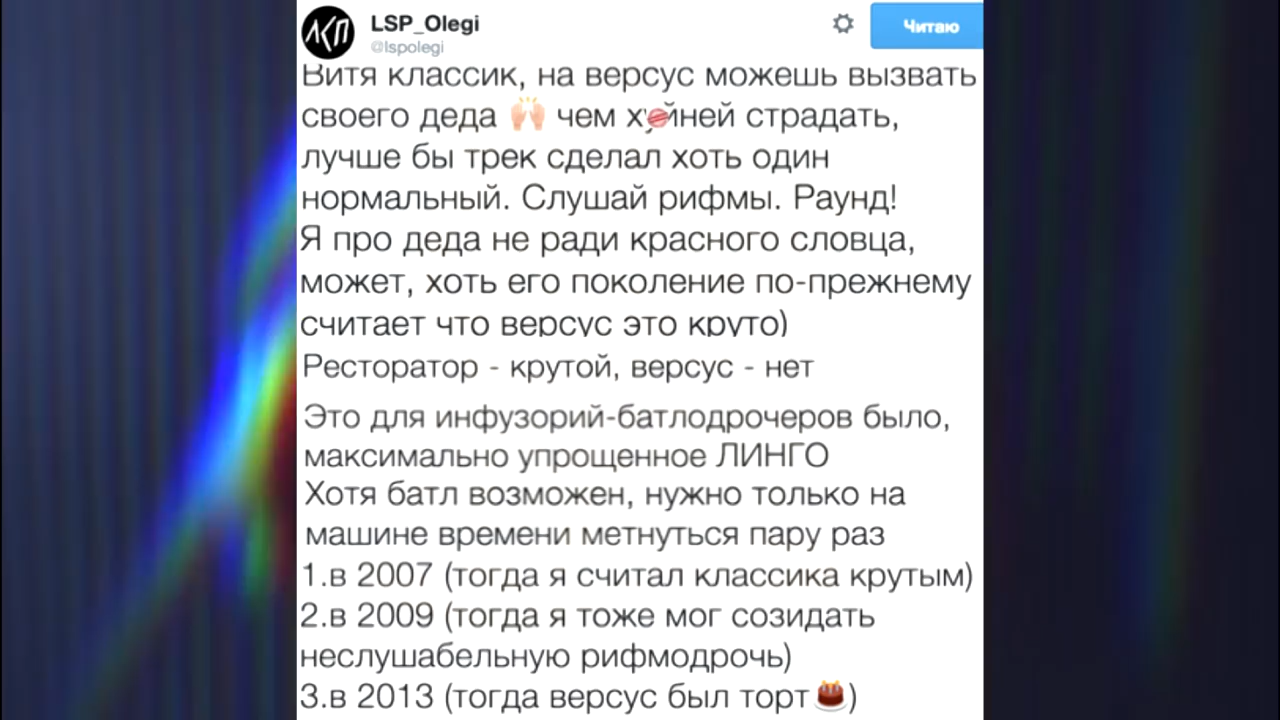 ЛСП
LSP_Olegi
@lspolegi
Читаю
Витя классик, на версус можешь вызвать
своего деда 🙌 чем х🚫йней страдать,
лучше бы трек сделал хоть один
нормальный. Слушай рифмы. Раунд!
Я про деда не ради красного словца,
может, хоть его поколение по-прежнему
считает что версус это круто)
Ресторатор - крутой, версус - нет
Это для инфузорий-батлодрочеров было,
максимально упрощенное ЛИНГО
Хотя батл возможен, нужно только на
машине времени метнуться пару раз
1.в 2007 (тогда я считал классика крутым)
2.в 2009 (тогда я тоже мог созидать
неслушабельную рифмодрочь)
3.в 2013 (тогда версус был торт🎂)